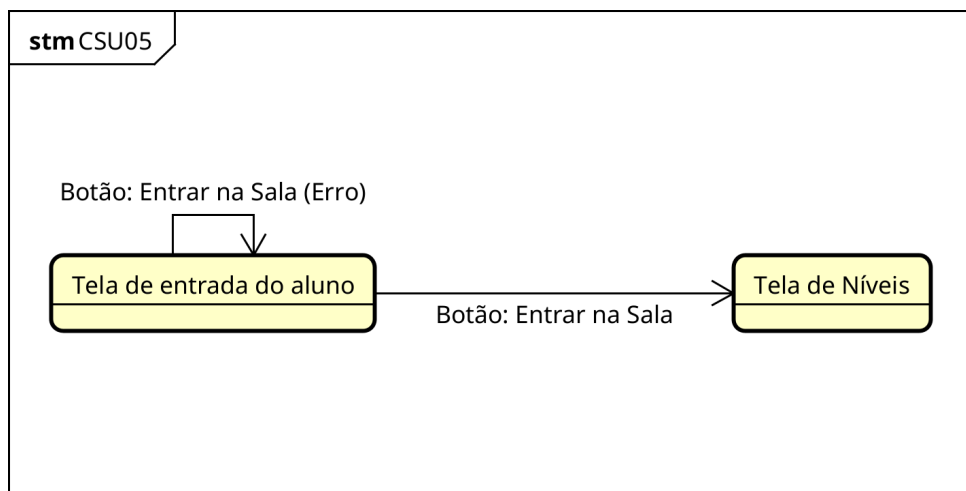 stm CSU05
Botão: Entrar na Sala (Erro)
Tela de entrada do aluno
Tela de Níveis
Botão: Entrar na Sala